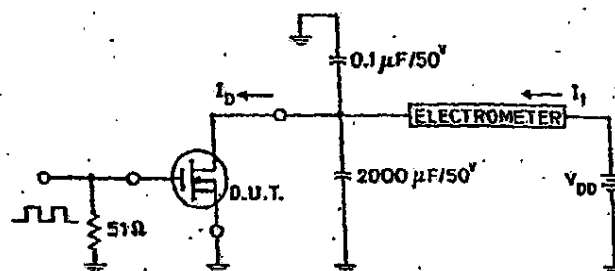 0.1 µF/50V
I_D
I_1
ELECTROMETER
2000 µF/50V
D.U.T.
V_DD
51Ω